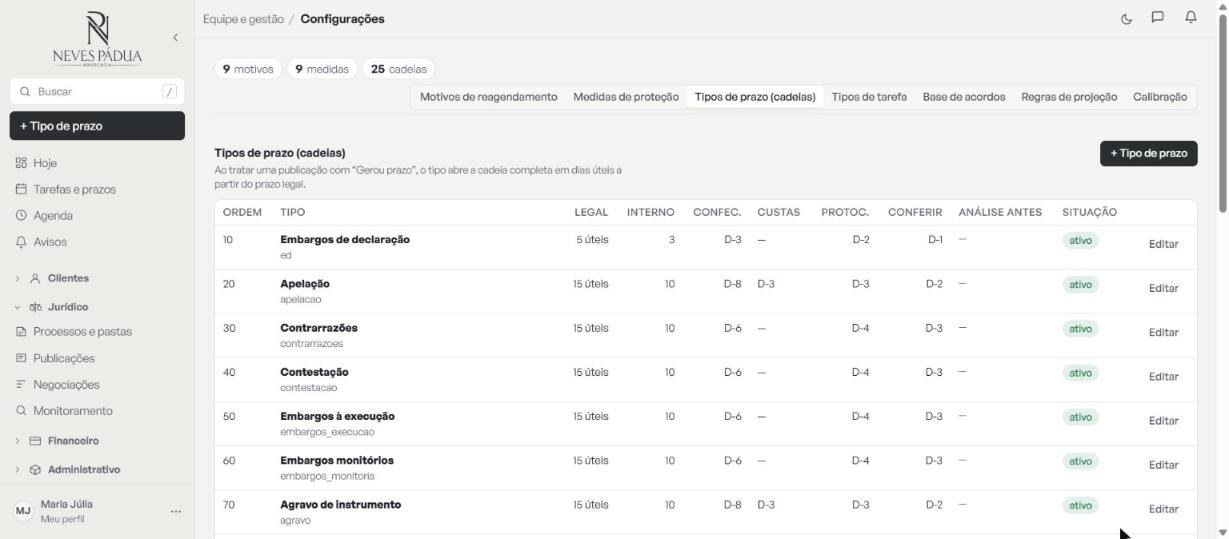 NEVES PÁDUA
ADVOCACIA
Buscar /
+ Tipo de prazo
Hoje
Tarefas e prazos
Agenda
Avisos
Clientes
Jurídico
Processos e pastas
Publicações
Negociações
Monitoramento
Financeiro
Administrativo
MJ Maria Júlia
Meu perfil
Equipe e gestão / Configurações
9 motivos 9 medidas 25 cadeias
Motivos de reagendamento Medidas de proteção Tipos de prazo (cadeias) Tipos de tarefa Base de acordos Regras de projeção Calibração
Tipos de prazo (cadeias)
Ao tratar uma publicação com “Gerou prazo”, o tipo abre a cadeia completa em dias úteis a
partir do prazo legal.
+ Tipo de prazo
ORDEM TIPO LEGAL INTERNO CONFEC. CUSTAS PROTOC. CONFERIR ANÁLISE ANTES SITUAÇÃO
10 Embargos de declaração 5 úteis 3 D-3 — D-2 D-1 — ativo Editar
ed
20 Apelação 15 úteis 10 D-8 D-3 D-3 D-2 — ativo Editar
apelacao
30 Contrarrazões 15 úteis 10 D-6 — D-4 D-3 — ativo Editar
contrarrazoes
40 Contestação 15 úteis 10 D-6 — D-4 D-3 — ativo Editar
contestacao
50 Embargos à execução 15 úteis 10 D-6 — D-4 D-3 — ativo Editar
embargos_execucao
60 Embargos monitórios 15 úteis 10 D-6 — D-4 D-3 — ativo Editar
embargos_monitoria
70 Agravo de instrumento 15 úteis 10 D-8 D-3 D-3 D-2 — ativo Editar
agravo